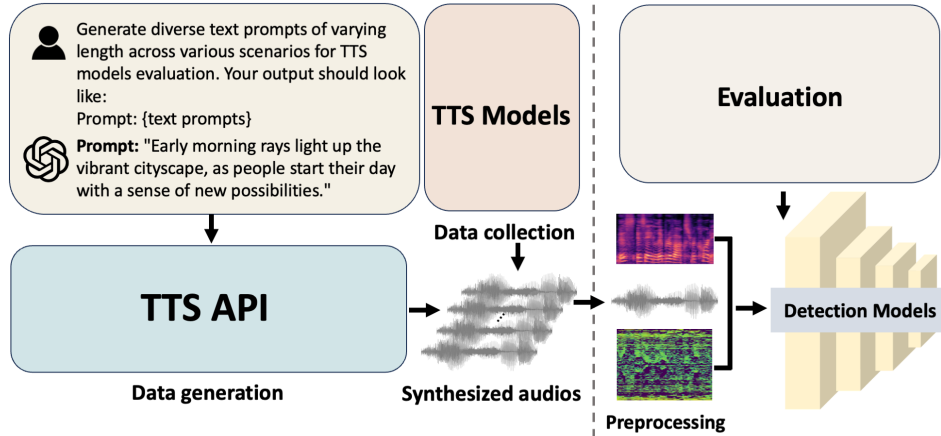 Generate diverse text prompts of varying
length across various scenarios for TTS
models evaluation. Your output should look
like:
Prompt: {text prompts}
Prompt: "Early morning rays light up the
vibrant cityscape, as people start their day
with a sense of new possibilities."
TTS Models
Data collection
TTS API
Data generation
Synthesized audios
Evaluation
Preprocessing
Detection Models